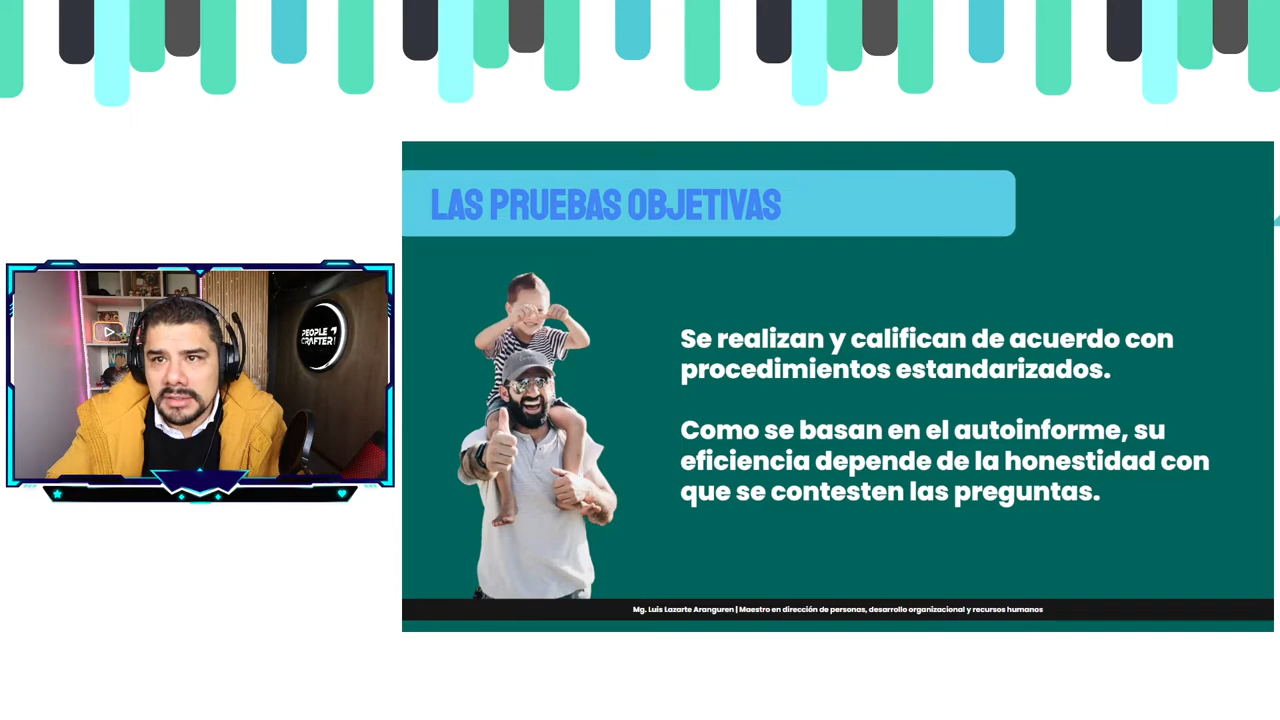 LAS PRUEBAS OBJETIVAS
PEOPLE
CRAFTER!
Se realizan y califican de acuerdo con
procedimientos estandarizados.
Como se basan en el autoinforme, su
eficiencia depende de la honestidad con
que se contesten las preguntas.
Mg. Luis Lazarte Aranguren | Maestro en dirección de personas, desarrollo organizacional y recursos humanos